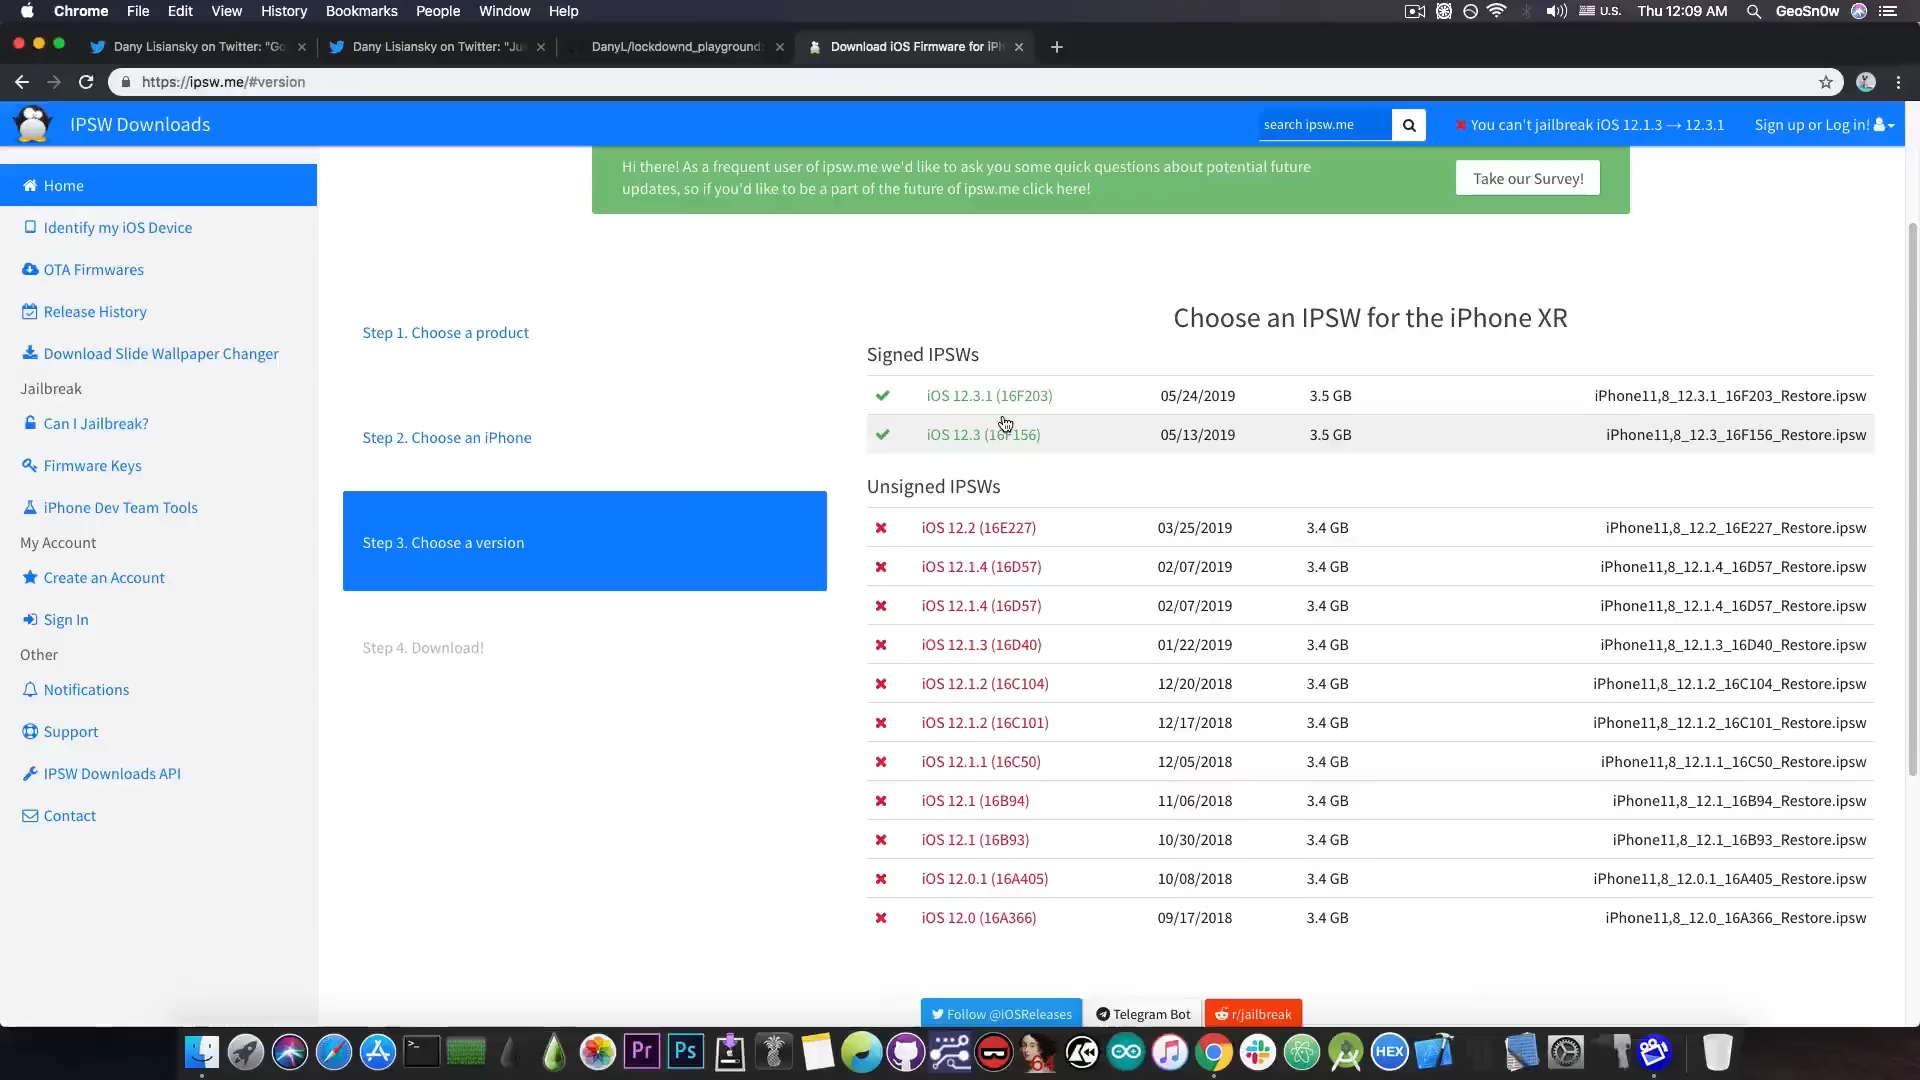 Chrome File Edit View History Bookmarks People Window Help
U.S. Thu 12:09 AM GeoSn0w
Dany Lisiansky on Twitter: "Go
Dany Lisiansky on Twitter: "Ju
DanyL/lockdownd_playground:
Download iOS Firmware for iPh
https://ipsw.me/#version
IPSW Downloads
search ipsw.me
You can't jailbreak iOS 12.1.3 → 12.3.1
Sign up or Log in!
Hi there! As a frequent user of ipsw.me we'd like to ask you some quick questions about potential future
updates, so if you'd like to be a part of the future of ipsw.me click here!
Take our Survey!
Home
Identify my iOS Device
OTA Firmwares
Release History
Download Slide Wallpaper Changer
Jailbreak
Can I Jailbreak?
Firmware Keys
iPhone Dev Team Tools
My Account
Create an Account
Sign In
Other
Notifications
Support
IPSW Downloads API
Contact
Step 1. Choose a product
Step 2. Choose an iPhone
Step 3. Choose a version
Step 4. Download!
Choose an IPSW for the iPhone XR
Signed IPSWs
iOS 12.3.1 (16F203) 05/24/2019 3.5 GB iPhone11,8_12.3.1_16F203_Restore.ipsw
iOS 12.3 (16F156) 05/13/2019 3.5 GB iPhone11,8_12.3_16F156_Restore.ipsw
Unsigned IPSWs
iOS 12.2 (16E227) 03/25/2019 3.4 GB iPhone11,8_12.2_16E227_Restore.ipsw
iOS 12.1.4 (16D57) 02/07/2019 3.4 GB iPhone11,8_12.1.4_16D57_Restore.ipsw
iOS 12.1.4 (16D57) 02/07/2019 3.4 GB iPhone11,8_12.1.4_16D57_Restore.ipsw
iOS 12.1.3 (16D40) 01/22/2019 3.4 GB iPhone11,8_12.1.3_16D40_Restore.ipsw
iOS 12.1.2 (16C104) 12/20/2018 3.4 GB iPhone11,8_12.1.2_16C104_Restore.ipsw
iOS 12.1.2 (16C101) 12/17/2018 3.4 GB iPhone11,8_12.1.2_16C101_Restore.ipsw
iOS 12.1.1 (16C50) 12/05/2018 3.4 GB iPhone11,8_12.1.1_16C50_Restore.ipsw
iOS 12.1 (16B94) 11/06/2018 3.4 GB iPhone11,8_12.1_16B94_Restore.ipsw
iOS 12.1 (16B93) 10/30/2018 3.4 GB iPhone11,8_12.1_16B93_Restore.ipsw
iOS 12.0.1 (16A405) 10/08/2018 3.4 GB iPhone11,8_12.0.1_16A405_Restore.ipsw
iOS 12.0 (16A366) 09/17/2018 3.4 GB iPhone11,8_12.0_16A366_Restore.ipsw
Follow @iOSReleases
Telegram Bot
r/jailbreak
Pr
Ps
HEX